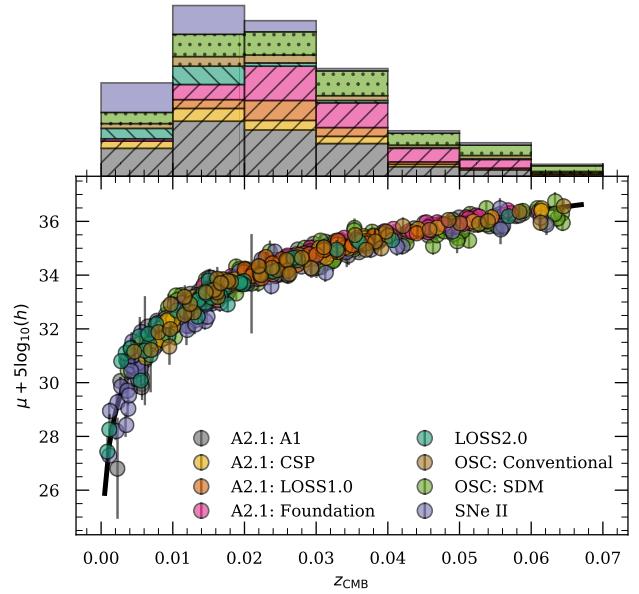 36
34
32
30
28
26
μ + 5log₁₀(h)
A2.1: A1
A2.1: CSP
A2.1: LOSS1.0
A2.1: Foundation
LOSS2.0
OSC: Conventional
OSC: SDM
SNe II
0.00 0.01 0.02 0.03 0.04 0.05 0.06 0.07
z_CMB